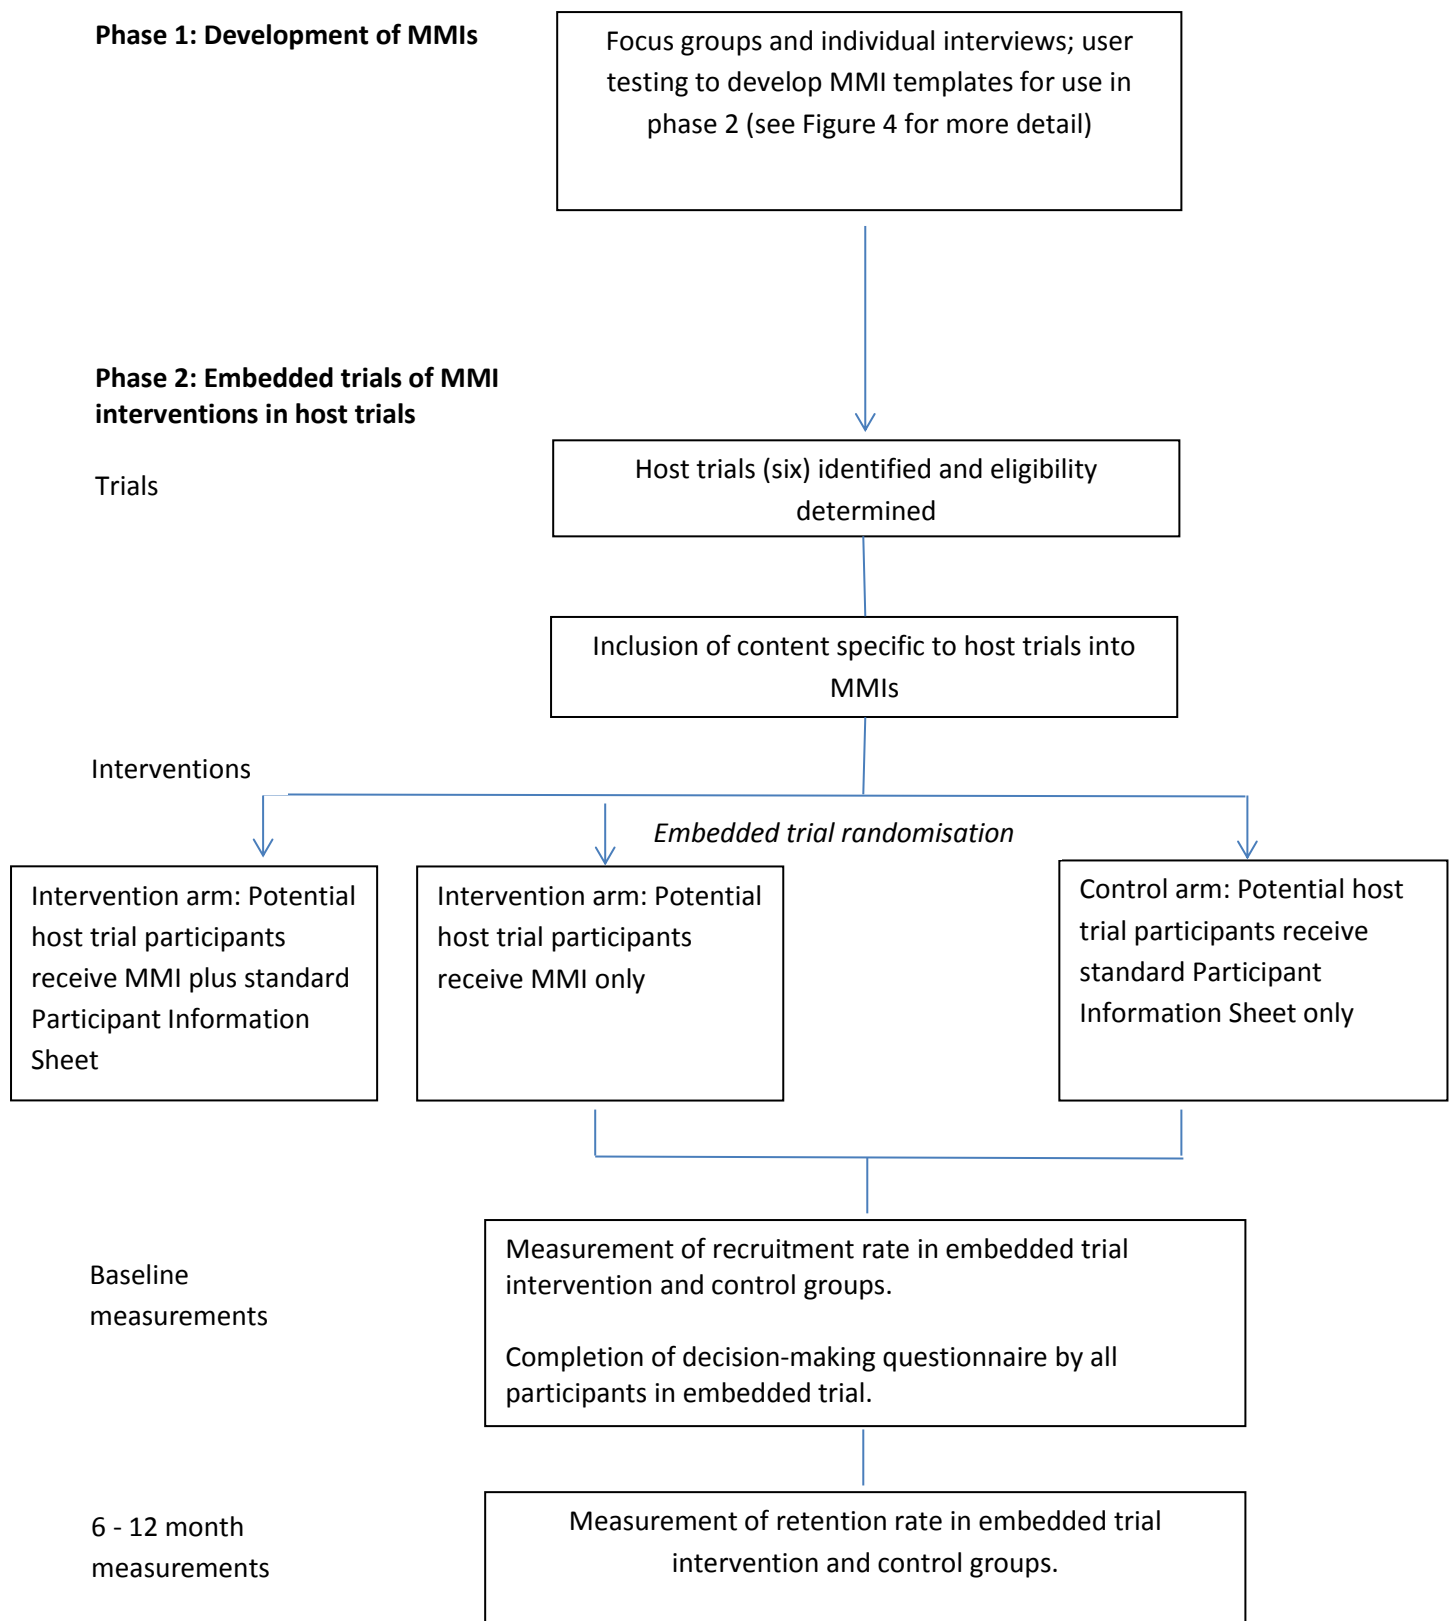 Phase 1: Development of MMIs
Focus groups and individual interviews; user
testing to develop MMI templates for use in
phase 2 (see Figure 4 for more detail)
Phase 2: Embedded trials of MMI
interventions in host trials
Trials
Host trials (six) identified and eligibility
determined
Inclusion of content specific to host trials into
MMIs
Interventions
Embedded trial randomisation
Intervention arm: Potential
host trial participants
receive MMI plus standard
Participant Information
Sheet
Intervention arm: Potential
host trial participants
receive MMI only
Control arm: Potential host
trial participants receive
standard Participant
Information Sheet only
Baseline
measurements
Measurement of recruitment rate in embedded trial
intervention and control groups.
Completion of decision-making questionnaire by all
participants in embedded trial.
6 - 12 month
measurements
Measurement of retention rate in embedded trial
intervention and control groups.